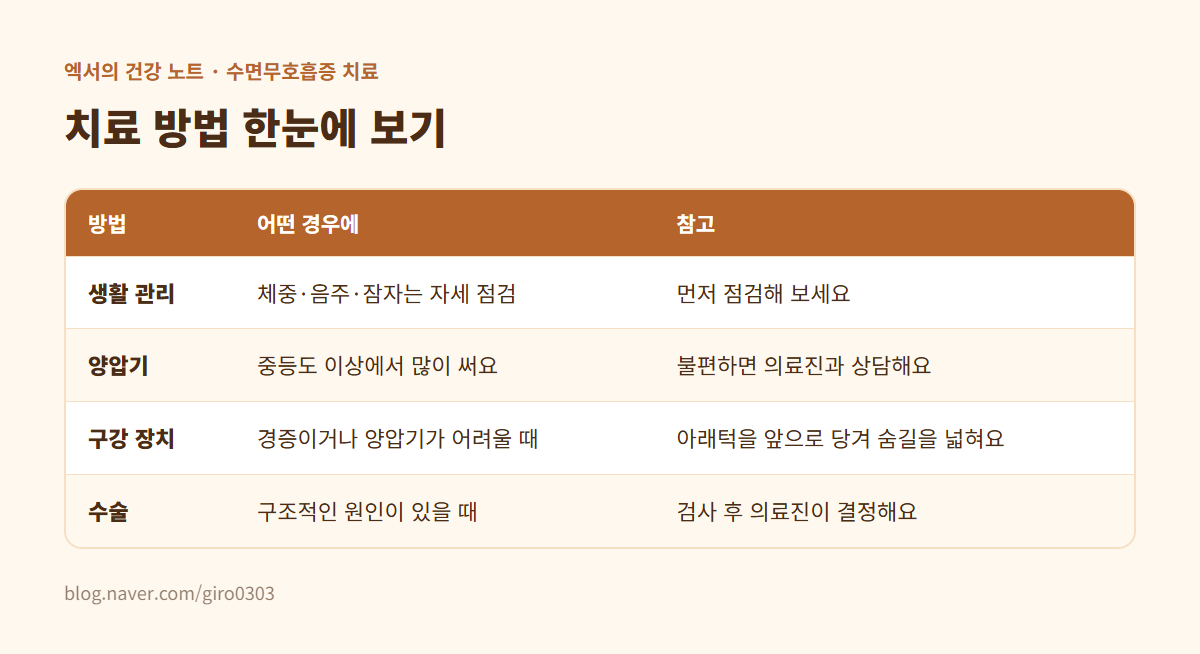 엑서의 건강 노트 · 수면무호흡증 치료
치료 방법 한눈에 보기
방법 어떤 경우에 참고
생활 관리 체중·음주·잠자는 자세 점검 먼저 점검해 보세요
양압기 중등도 이상에서 많이 써요 불편하면 의료진과 상담해요
구강 장치 경증이거나 양압기가 어려울 때 아래턱을 앞으로 당겨 숨길을 넓혀요
수술 구조적인 원인이 있을 때 검사 후 의료진이 결정해요
blog.naver.com/giro0303